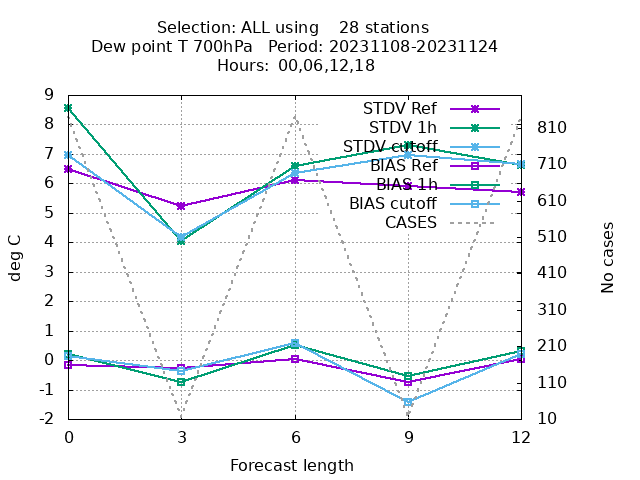 Selection: ALL using    28 stations
Dew point T 700hPa   Period: 20231108-20231124
Hours: 00,06,12,18
9
8
7
6
5
4
3
2
1
0
-1
-2
deg C
STDV Ref
STDV 1h
STDV cutoff
BIAS Ref
BIAS 1h
BIAS cutoff
CASES
810
710
610
510
410
310
210
110
10
No cases
0 3 6 9 12
Forecast length